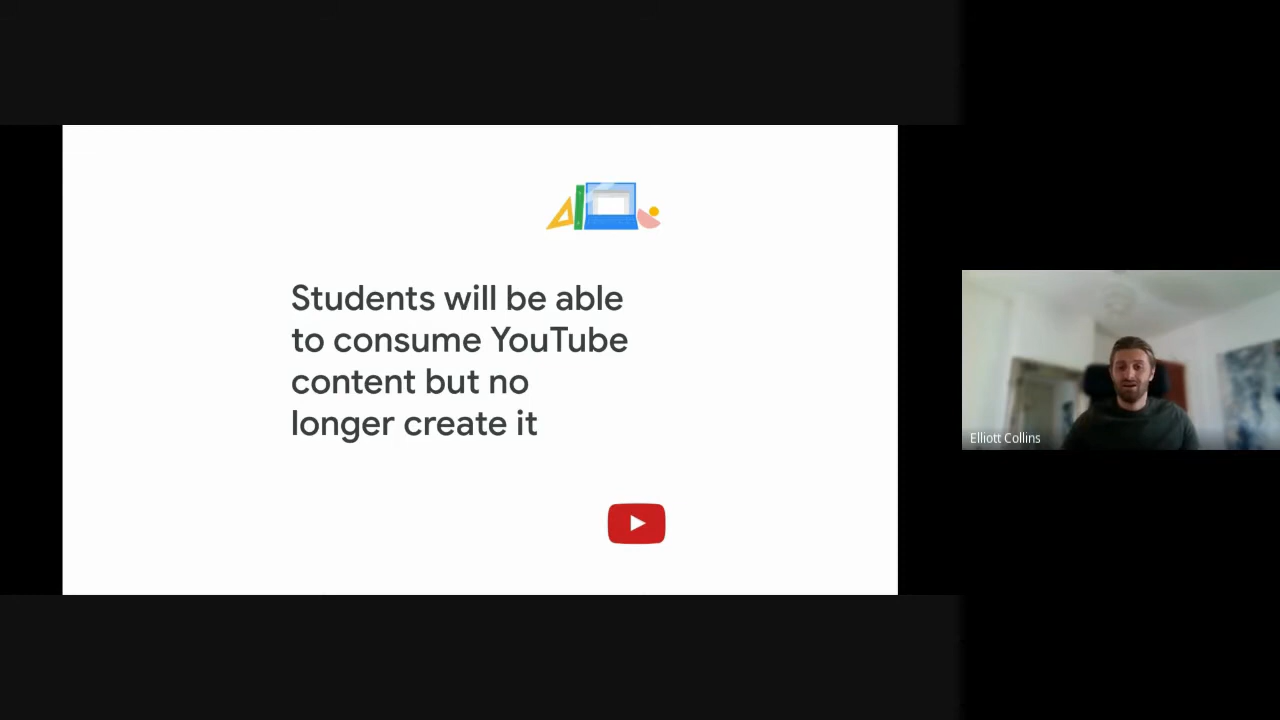 Students will be able
to consume YouTube
content but no
longer create it
Elliott Collins